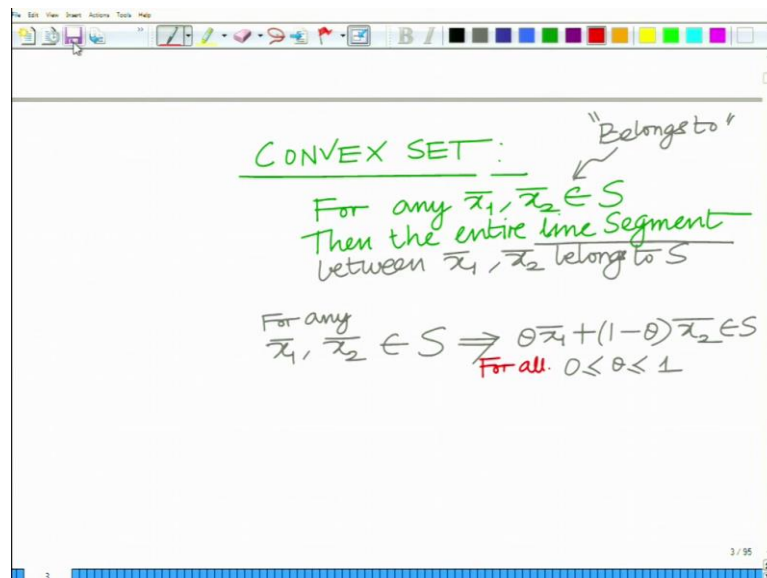 File Edit View Insert Actions Tools Help
B I
"Belongs to"
CONVEX SET :
For any x̄₁, x̄₂ ∈ S
Then the entire line Segment
between x̄₁, x̄₂ belongs to S
For any
x̄₁, x̄₂ ∈ S ⇒ θx̄₁ + (1-θ)x̄₂ ∈ S
For all. 0 ≤ θ ≤ 1
3 / 95
3